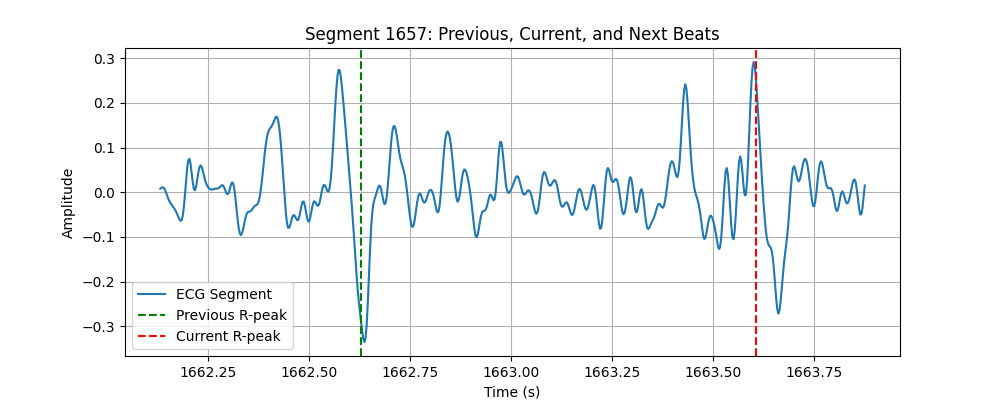 Segment 1657: Previous, Current, and Next Beats
Amplitude
0.3
0.2
0.1
0.0
−0.1
−0.2
−0.3
ECG Segment
Previous R-peak
Current R-peak
1662.25 1662.50 1662.75 1663.00 1663.25 1663.50 1663.75
Time (s)